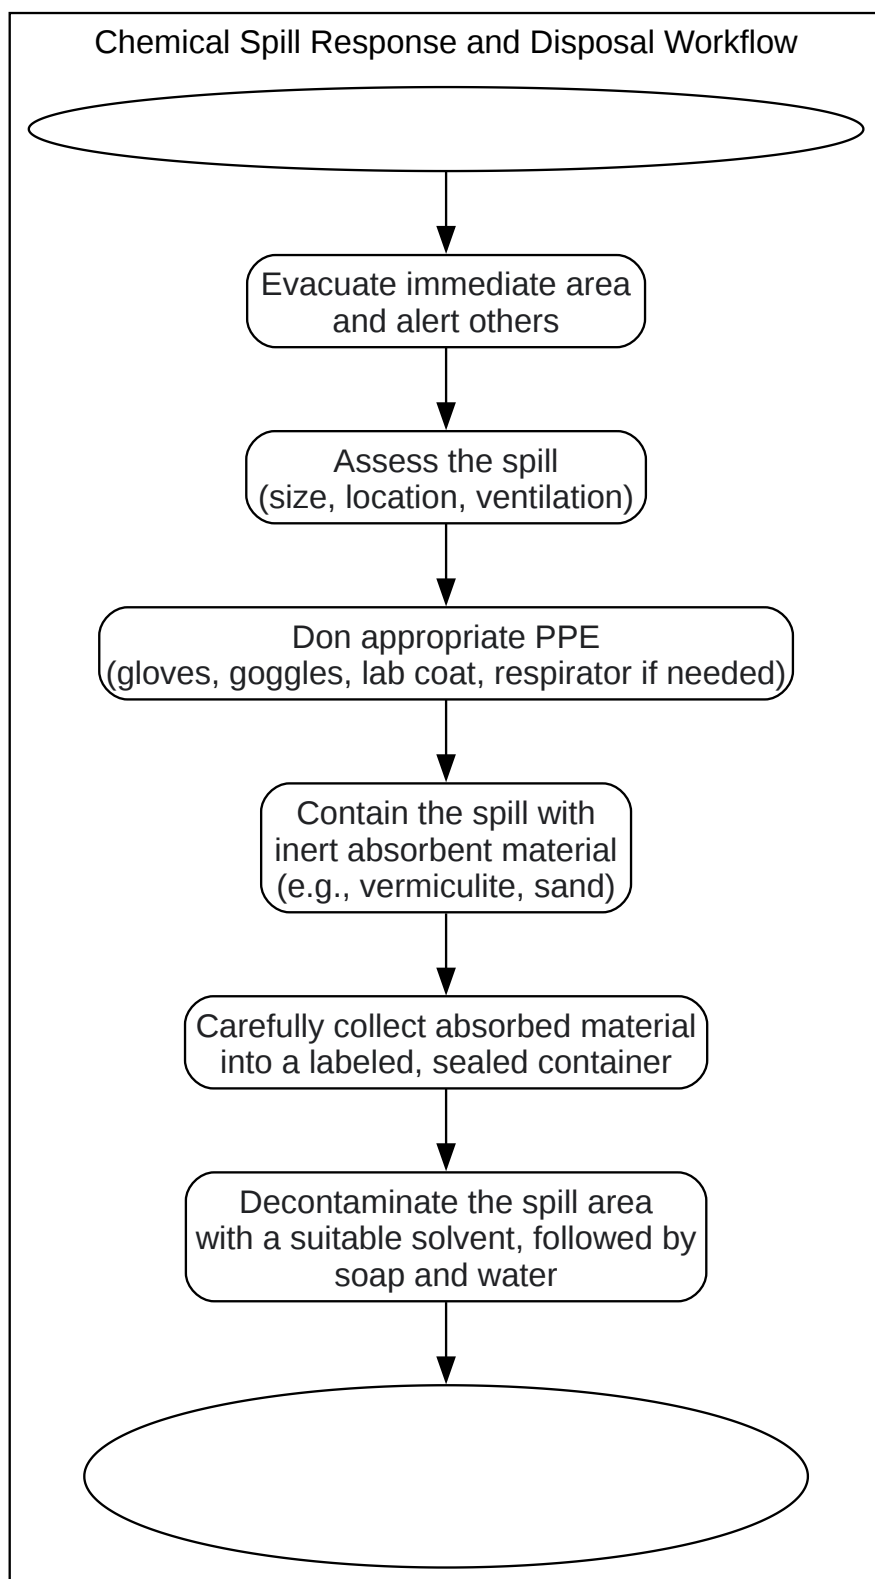 Chemical Spill Response and Disposal Workflow
Evacuate immediate area
and alert others
Assess the spill
(size, location, ventilation)
Don appropriate PPE
(gloves, goggles, lab coat, respirator if needed)
Contain the spill with
inert absorbent material
(e.g., vermiculite, sand)
Carefully collect absorbed material
into a labeled, sealed container
Decontaminate the spill area
with a suitable solvent, followed by
soap and water